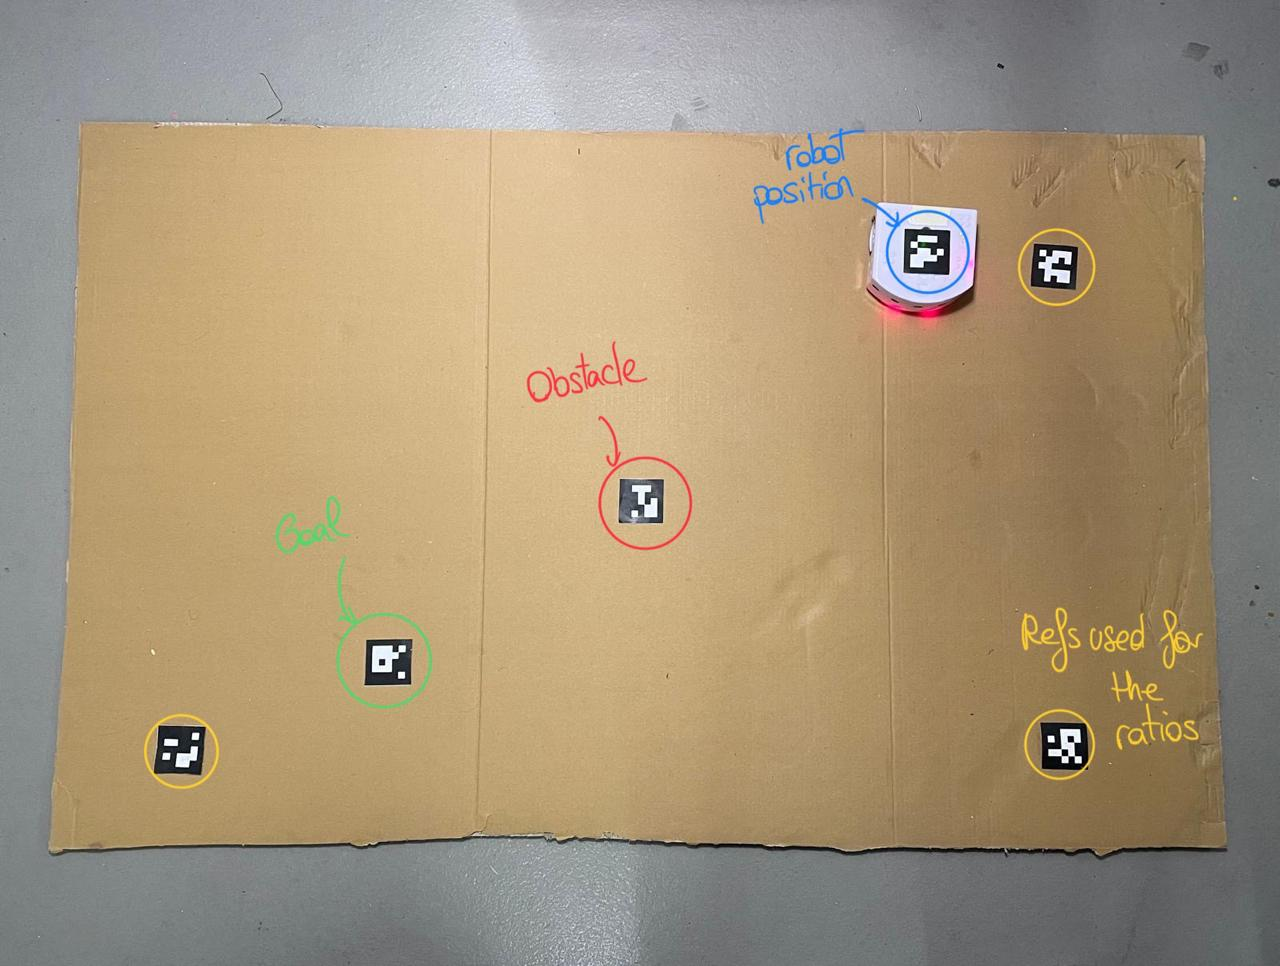 robot
position
Obstacle
Goal
Refs used for
the
ratios